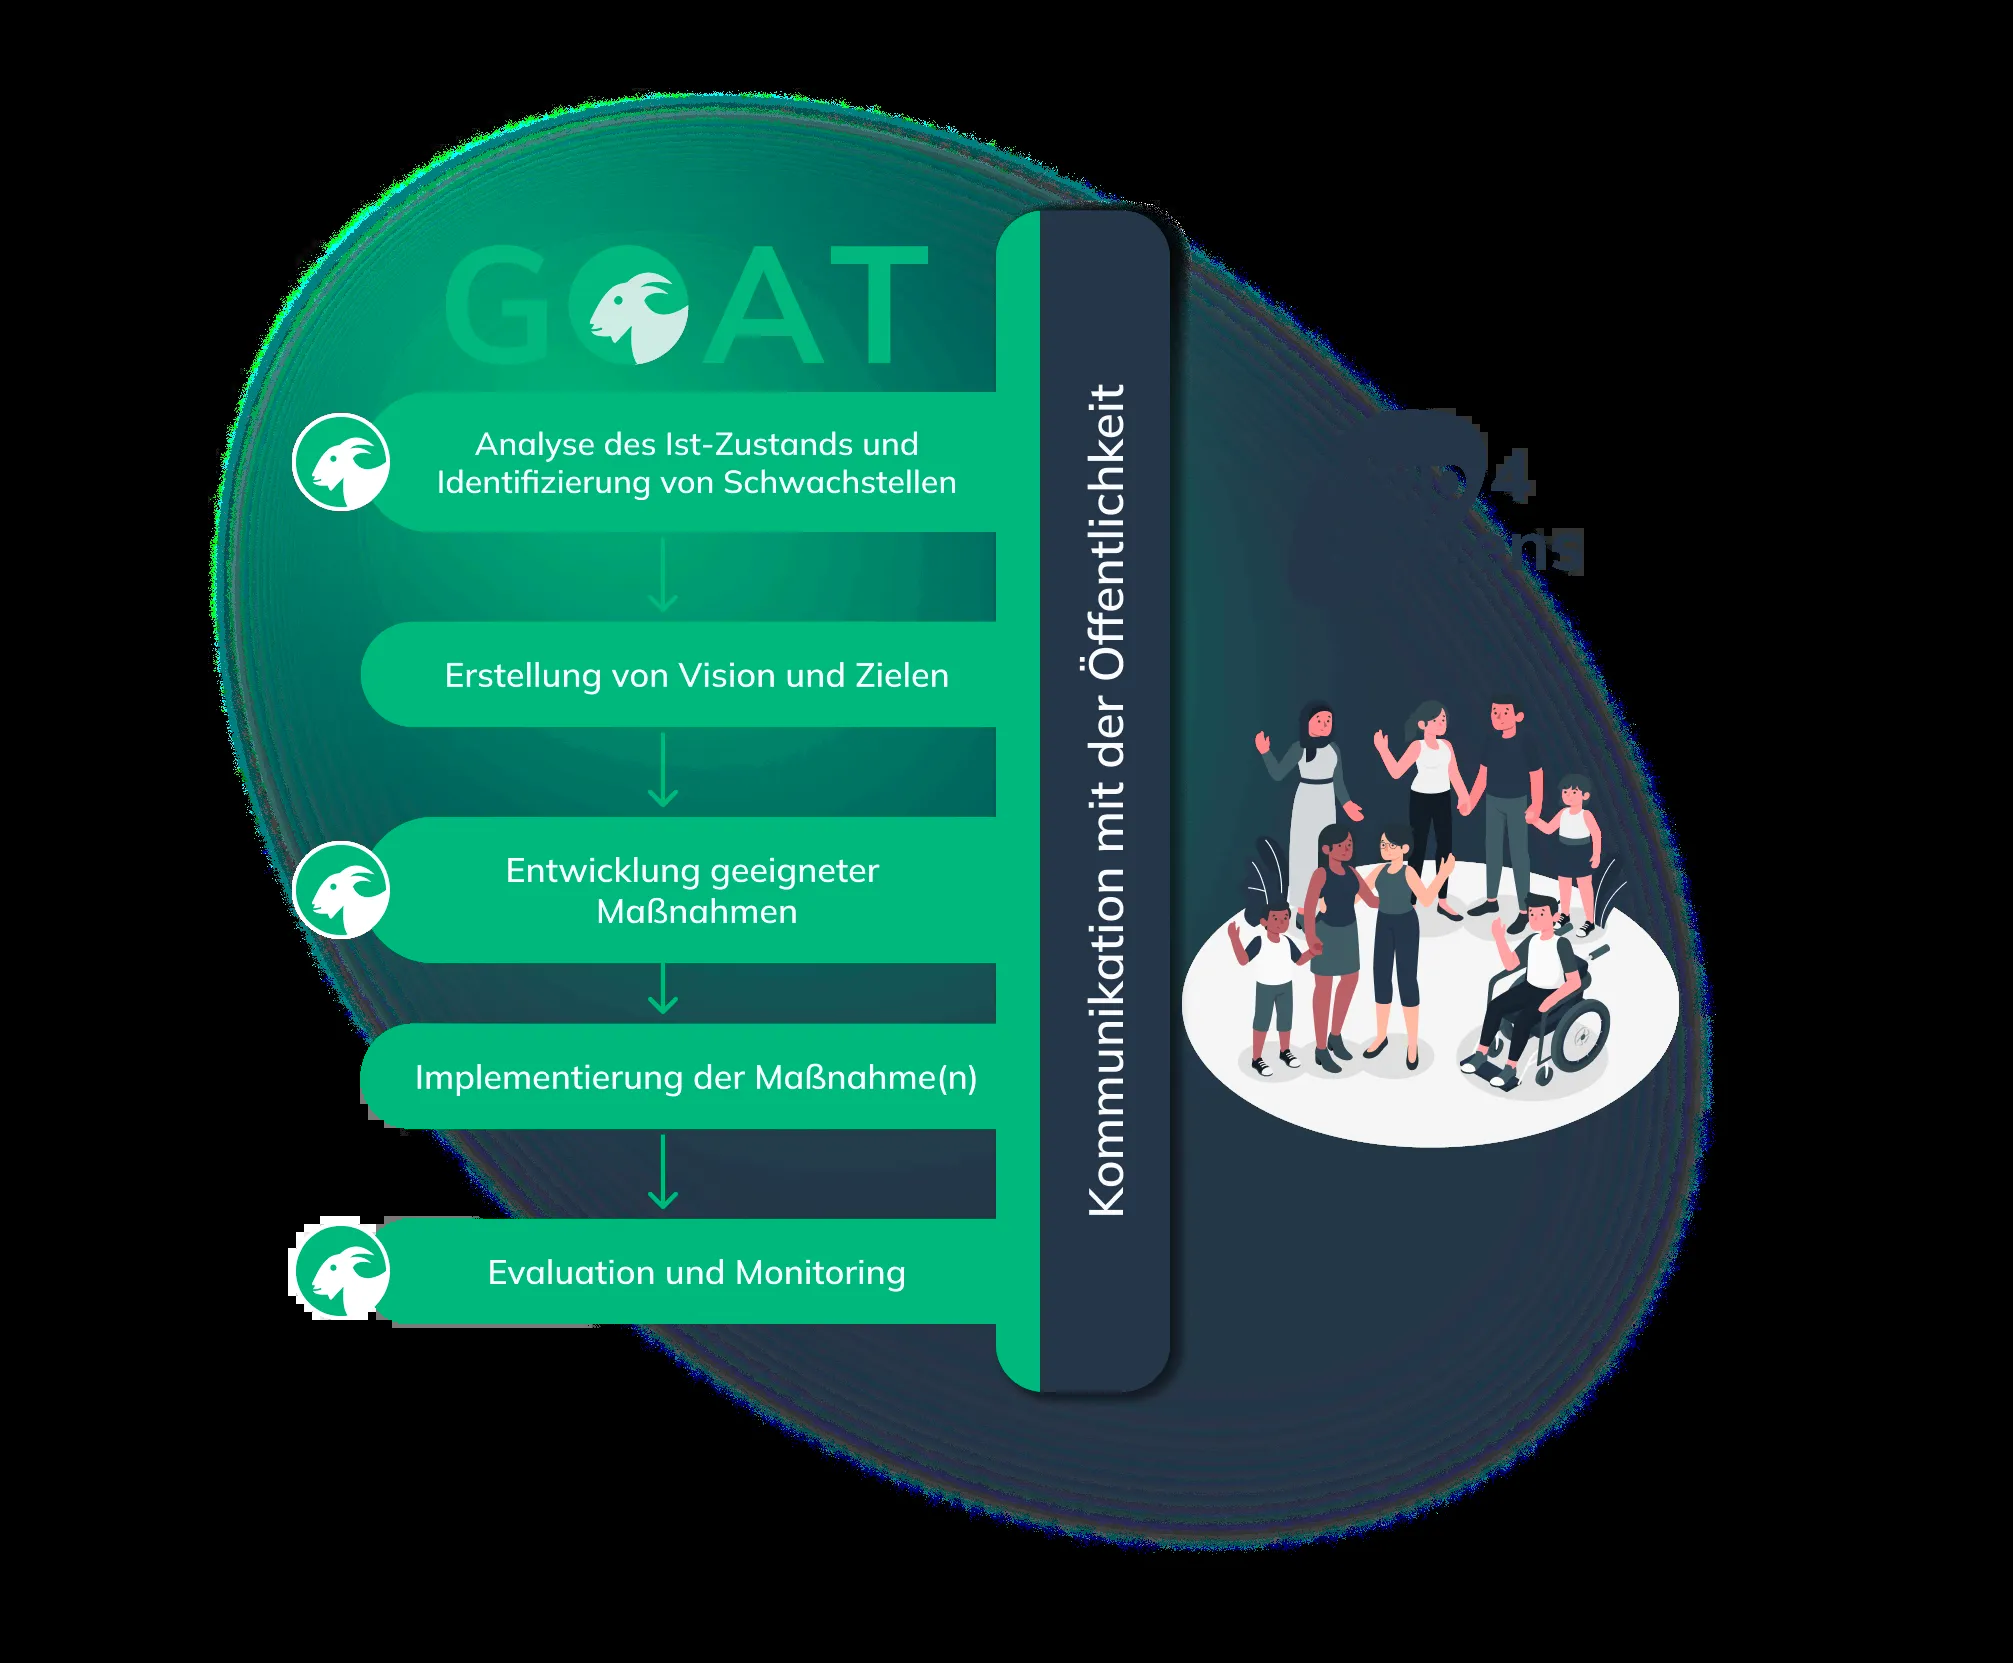 GOAT
Analyse des Ist-Zustands und
Identifizierung von Schwachstellen
Erstellung von Vision und Zielen
Entwicklung geeigneter
Maßnahmen
Implementierung der Maßnahme(n)
Evaluation und Monitoring
Kommunikation mit der Öffentlichkeit